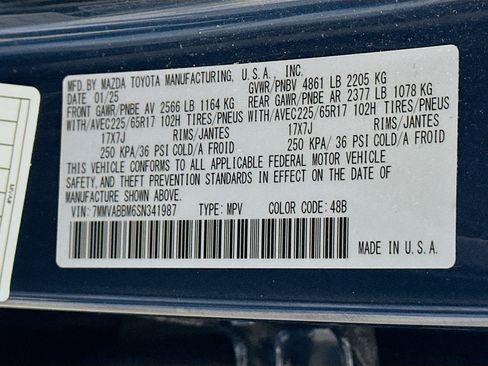 MFD. BY MAZDA TOYOTA MANUFACTURING, U.S.A., INC.
DATE 01/25 GVWR/PNBV 4861 LB 2205 KG
FRONT GAWR/PNBE AV 2566 LB 1164 KG REAR GAWR/PNBE AR 2377 LB 1078 KG
WITH/AVEC225/65R17 102H TIRES/PNEUS WITH/AVEC225/65R17 102H TIRES/PNEUS
17X7J RIMS/JANTES 17X7J RIMS/JANTES
250 KPA/36 PSI COLD/A FROID 250 KPA/36 PSI COLD/A FROID
THIS VEHICLE CONFORMS TO ALL APPLICABLE FEDERAL MOTOR VEHICLE
SAFETY, AND THEFT PREVENTION STANDARDS IN EFFECT ON THE DATE OF
MANUFACTURE SHOWN ABOVE.
VIN: 7MMVABBM6SN341987 TYPE: MPV COLOR CODE: 48B
MADE IN U.S.A.